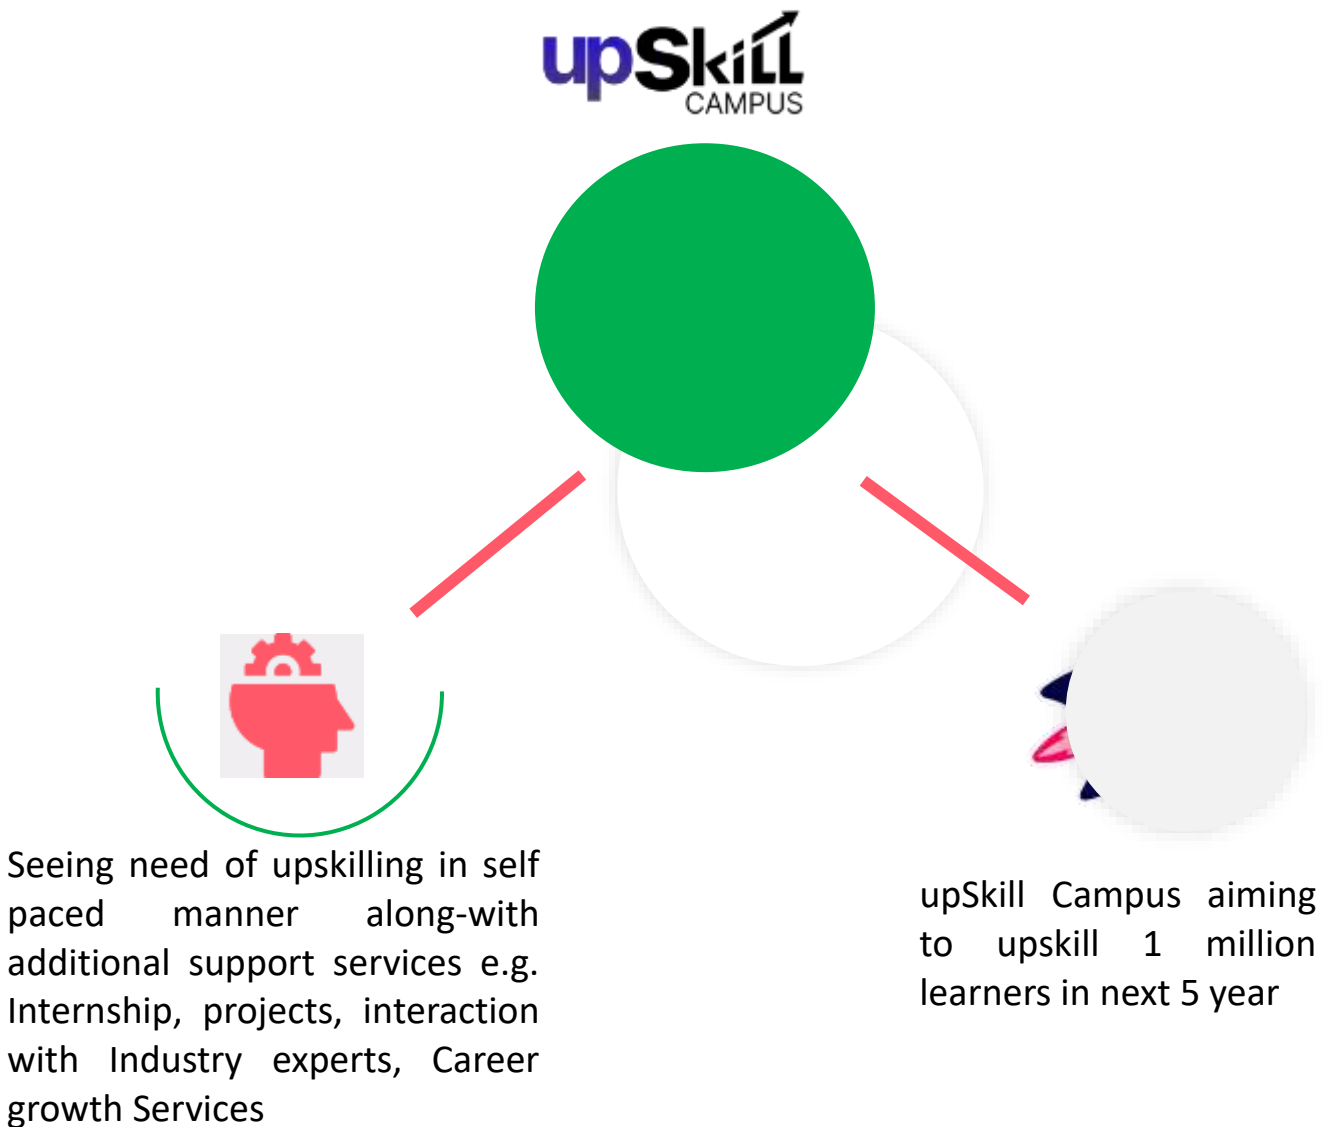 upSkill
CAMPUS
Seeing need of upskilling in self
paced manner along-with
additional support services e.g.
Internship, projects, interaction
with Industry experts, Career
growth Services
upSkill Campus aiming
to upskill 1 million
learners in next 5 year